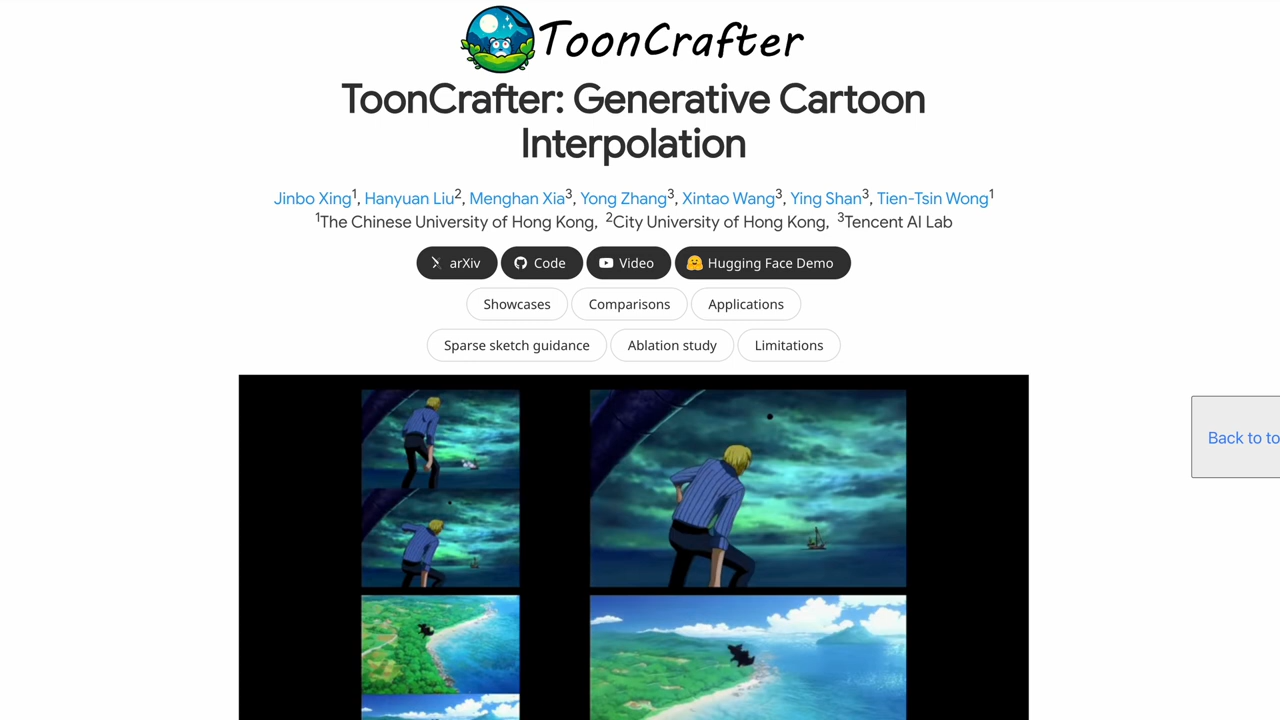 ToonCrafter
ToonCrafter: Generative Cartoon
Interpolation
Jinbo Xing1, Hanyuan Liu2, Menghan Xia3, Yong Zhang3, Xintao Wang3, Ying Shan3, Tien-Tsin Wong1
1The Chinese University of Hong Kong, 2City University of Hong Kong, 3Tencent AI Lab
arXiv Code Video Hugging Face Demo
Showcases Comparisons Applications
Sparse sketch guidance Ablation study Limitations
Back to to